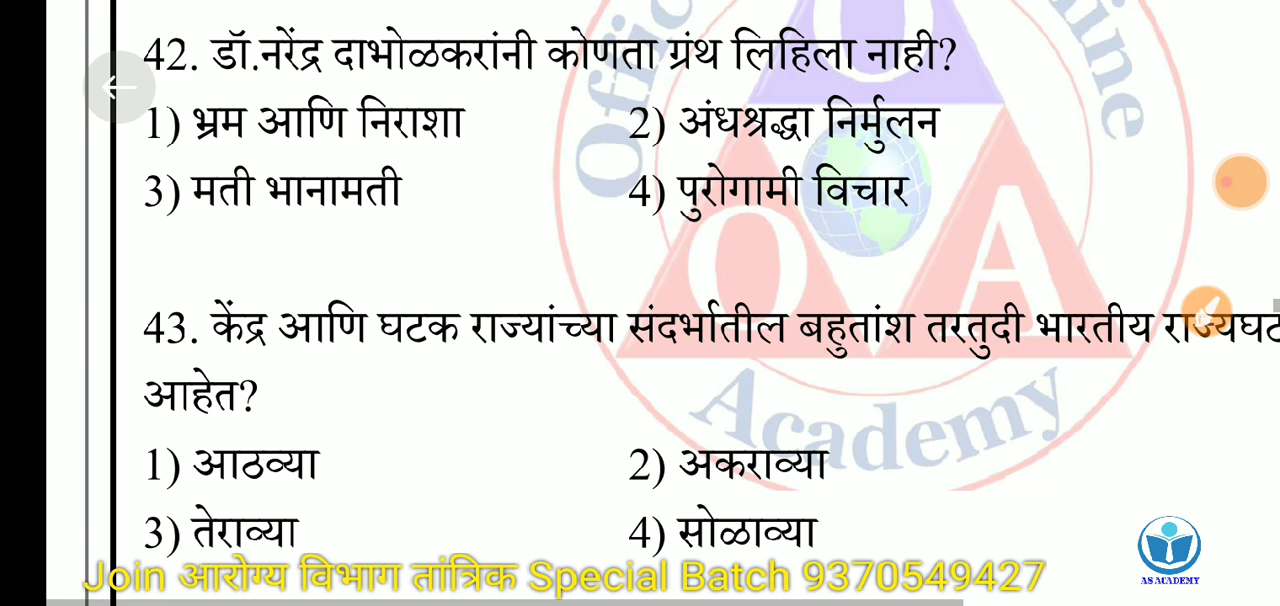 42. डॉ.नरेंद्र दाभोळकरांनी कोणता ग्रंथ लिहिला नाही?
1) भ्रम आणि निराशा 2) अंधश्रद्धा निर्मुलन
3) मती भानामती 4) पुरोगामी विचार
43. केंद्र आणि घटक राज्यांच्या संदर्भातील बहुतांश तरतुदी भारतीय
आहेत?
1) आठव्या 2) अकराव्या
3) तेराव्या 4) सोळाव्या
Join आरोग्य विभाग तांत्रिक Special Batch 9370549427
AS ACADEMY
O A
Academy